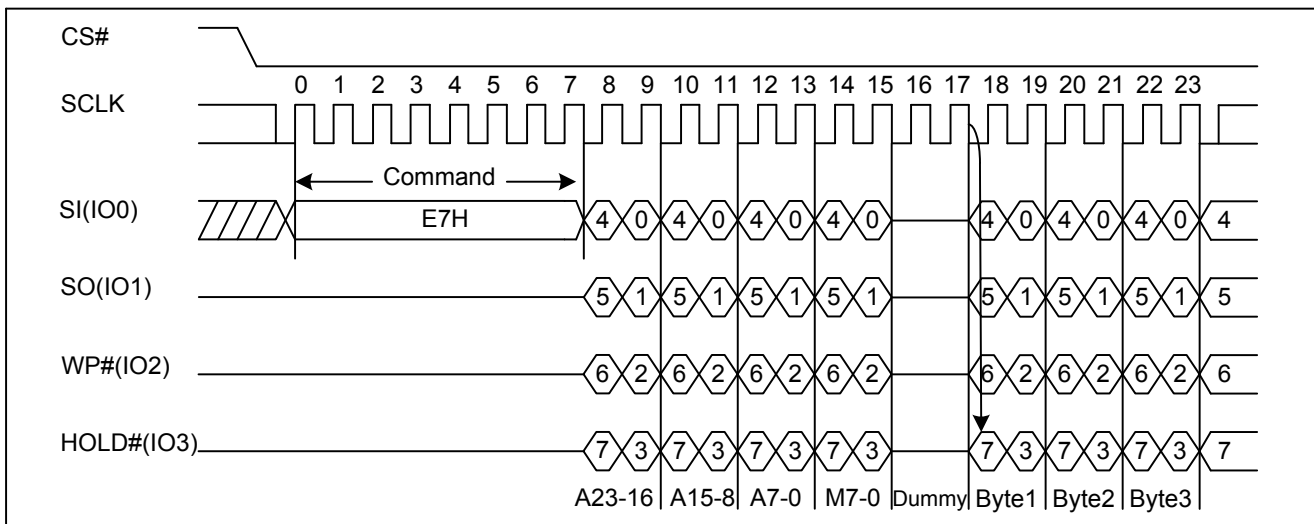 CS#
0 1 2 3 4 5 6 7 8 9 10 11 12 13 14 15 16 17 18 19 20 21 22 23
SCLK
Command
SI(IO0)
E7H
4 0 4 0 4 0 4 0 4 0 4 0 4 0 4
SO(IO1)
5 1 5 1 5 1 5 1 5 1 5 1 5 1 5
WP#(IO2)
6 2 6 2 6 2 6 2 6 2 6 2 6 2 6
HOLD#(IO3)
7 3 7 3 7 3 7 3 7 3 7 3 7 3 7
A23-16 A15-8 A7-0 M7-0 Dummy Byte1 Byte2 Byte3